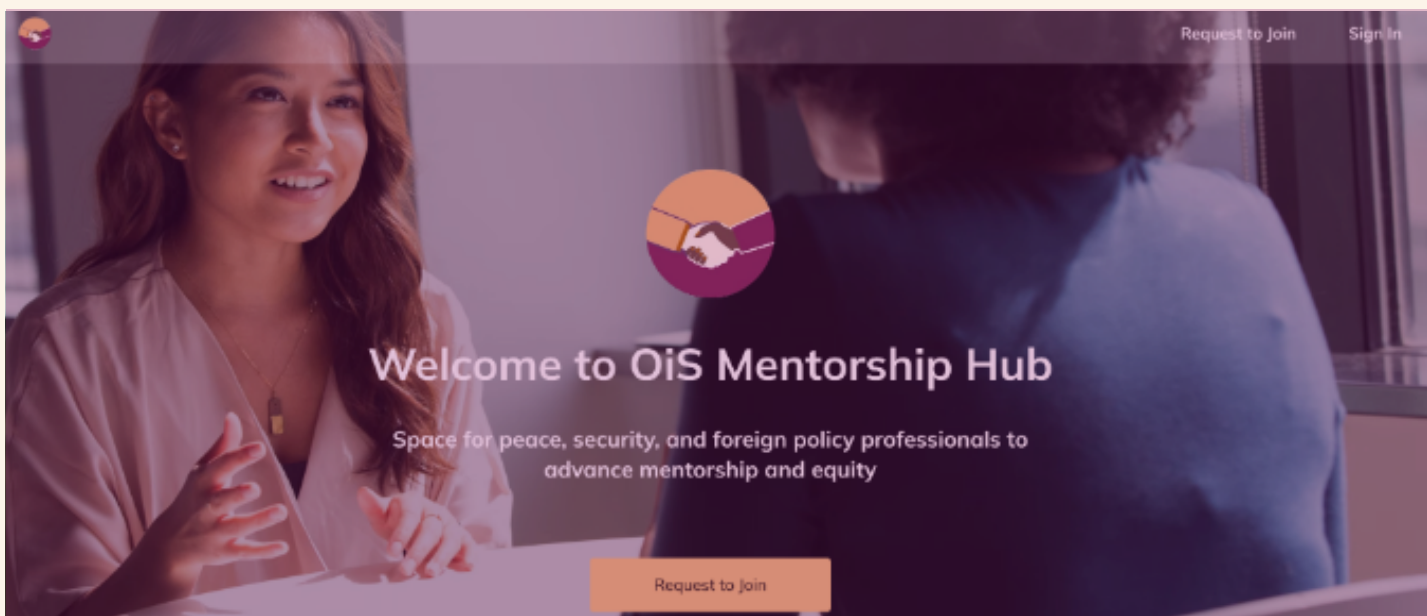 Request to Join
Sign In
Welcome to OiS Mentorship Hub
Space for peace, security, and foreign policy professionals to
advance mentorship and equity
Request to Join